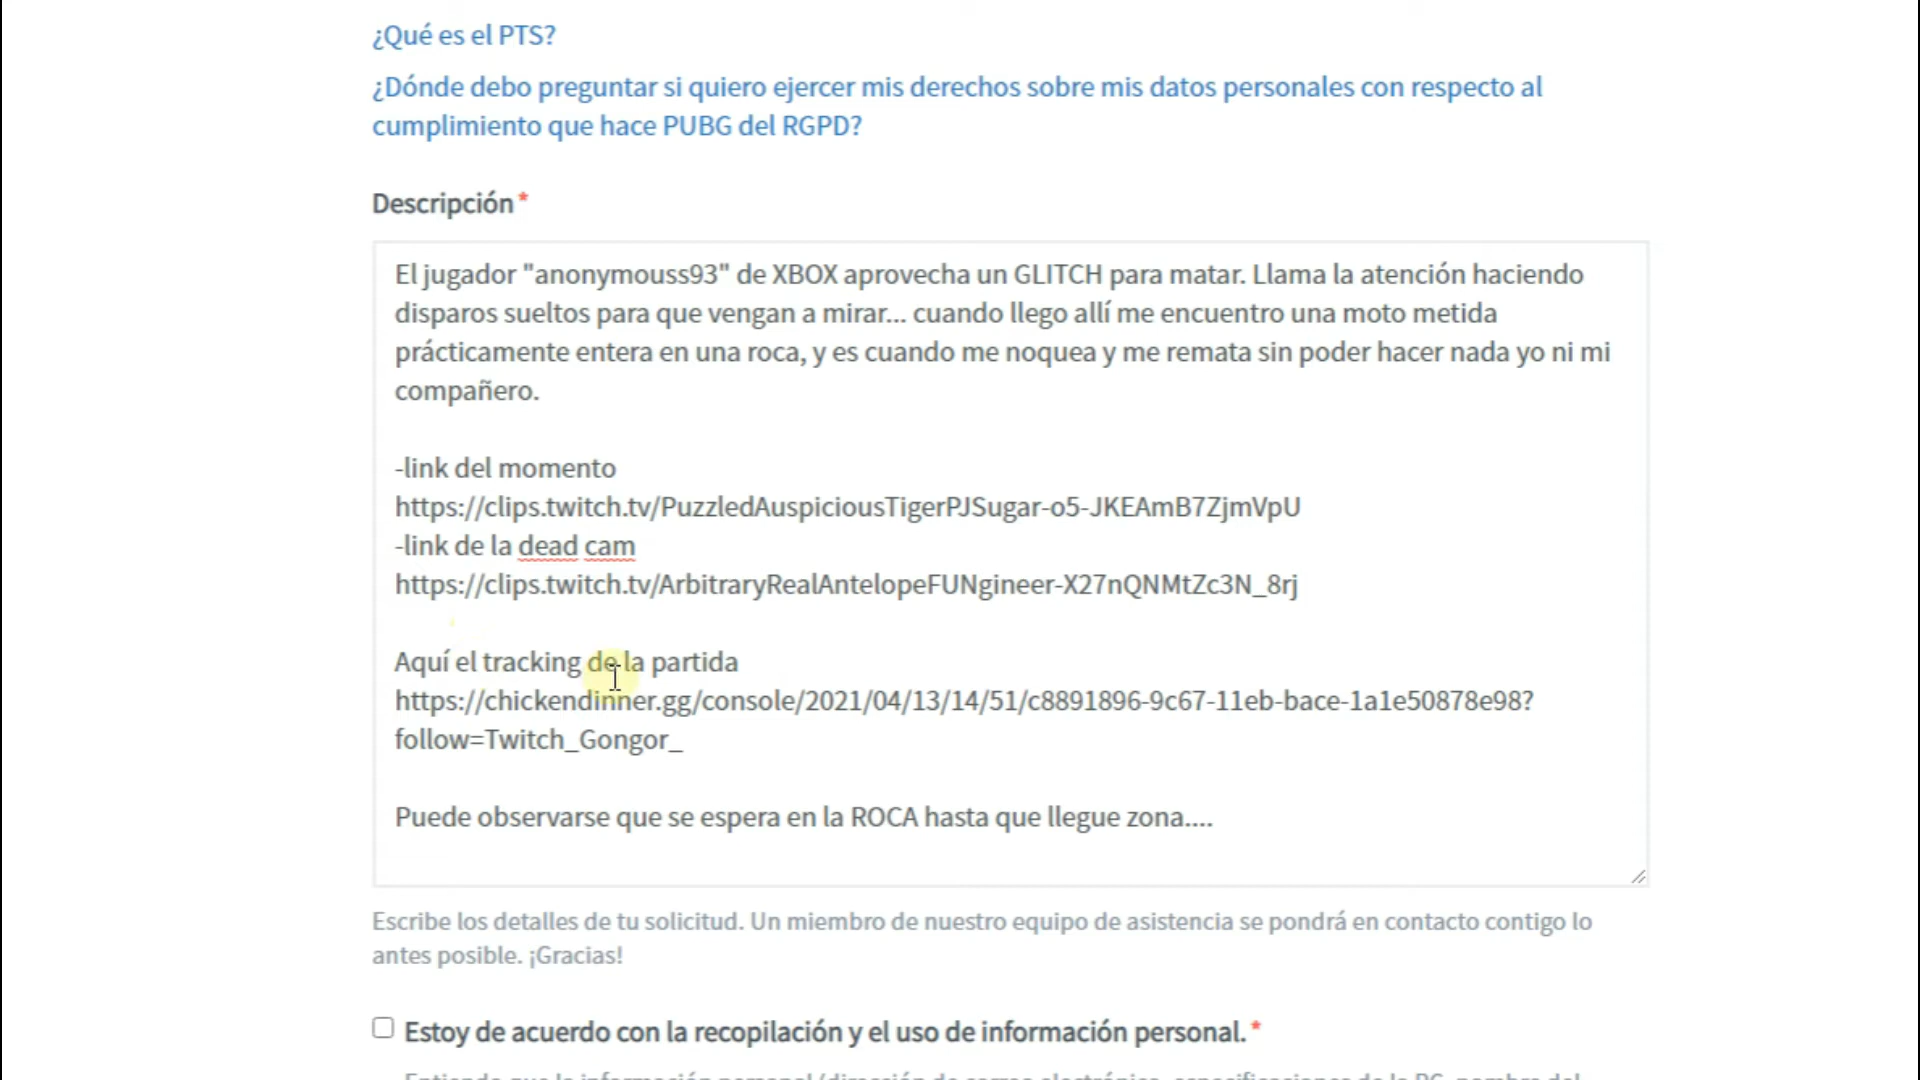 ¿Qué es el PTS?
¿Dónde debo preguntar si quiero ejercer mis derechos sobre mis datos personales con respecto al
cumplimiento que hace PUBG del RGPD?
Descripción *
El jugador "anonymouss93" de XBOX aprovecha un GLITCH para matar. Llama la atención haciendo
disparos sueltos para que vengan a mirar... cuando llego allí me encuentro una moto metida
prácticamente entera en una roca, y es cuando me noquea y me remata sin poder hacer nada yo ni mi
compañero.
-link del momento
https://clips.twitch.tv/PuzzledAuspiciousTigerPJSugar-o5-JKEAmB7ZjmVpU
-link de la dead cam
https://clips.twitch.tv/ArbitraryRealAntelopeFUNgineer-X27nQNMtZc3N_8rj
Aquí el tracking de la partida
https://chickendinner.gg/console/2021/04/13/14/51/c8891896-9c67-11eb-bace-1a1e50878e98?
follow=Twitch_Gongor_
Puede observarse que se espera en la ROCA hasta que llegue zona....
Escribe los detalles de tu solicitud. Un miembro de nuestro equipo de asistencia se pondrá en contacto contigo lo
antes posible. ¡Gracias!
Estoy de acuerdo con la recopilación y el uso de información personal. *